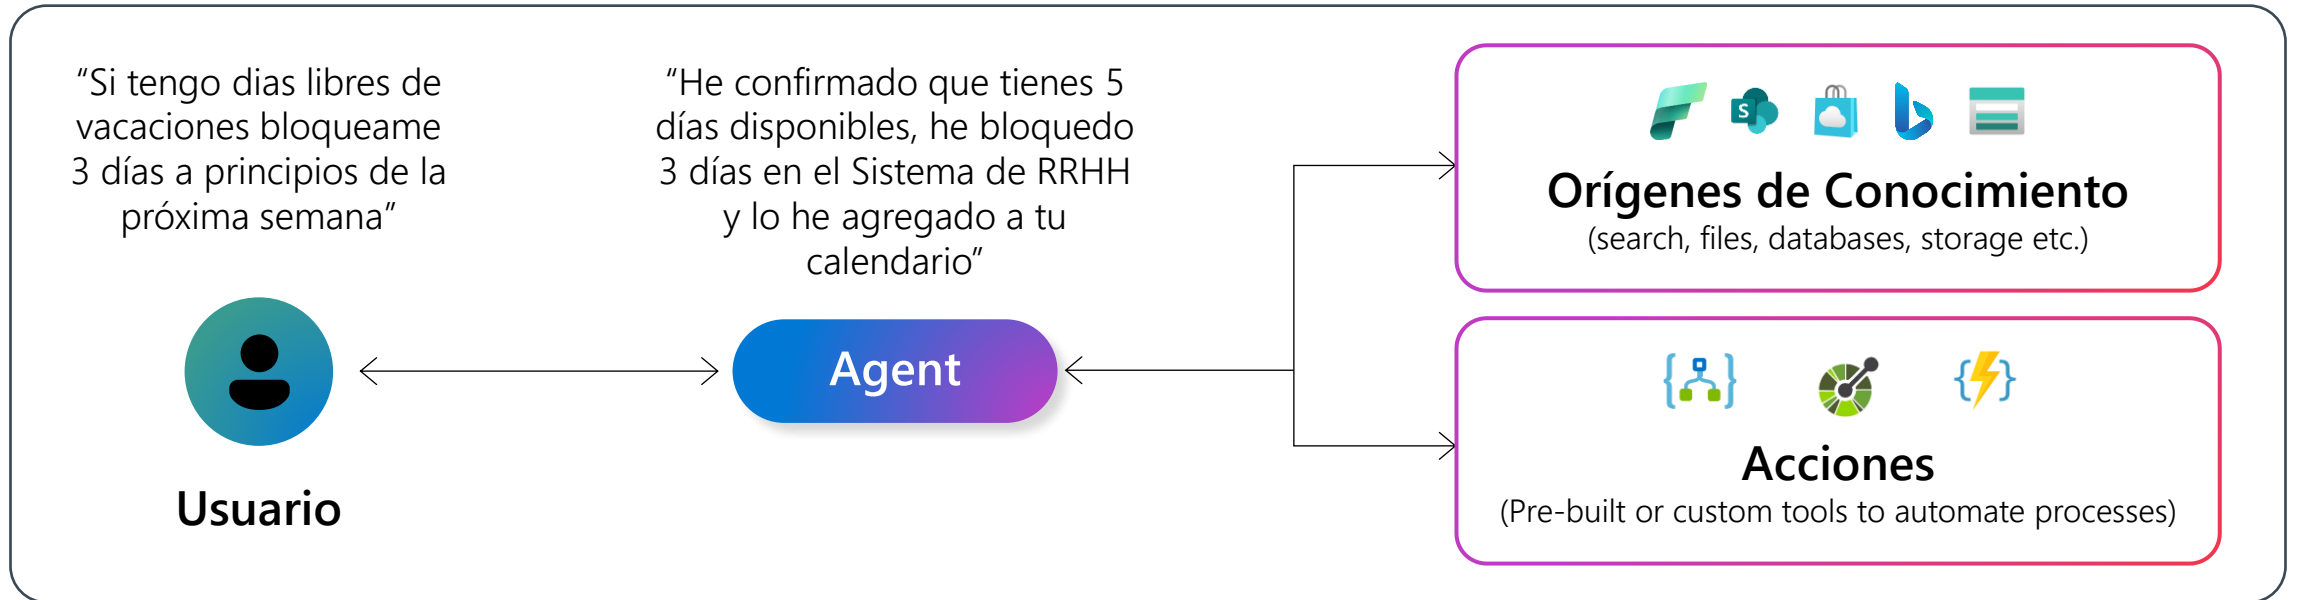 “Si tengo dias libres de
vacaciones bloqueame
3 días a principios de la
próxima semana”
“He confirmado que tienes 5
días disponibles, he bloquedo
3 días en el Sistema de RRHH
y lo he agregado a tu
calendario”
Usuario
Agent
S
Orígenes de Conocimiento
(search, files, databases, storage etc.)
Acciones
(Pre-built or custom tools to automate processes)